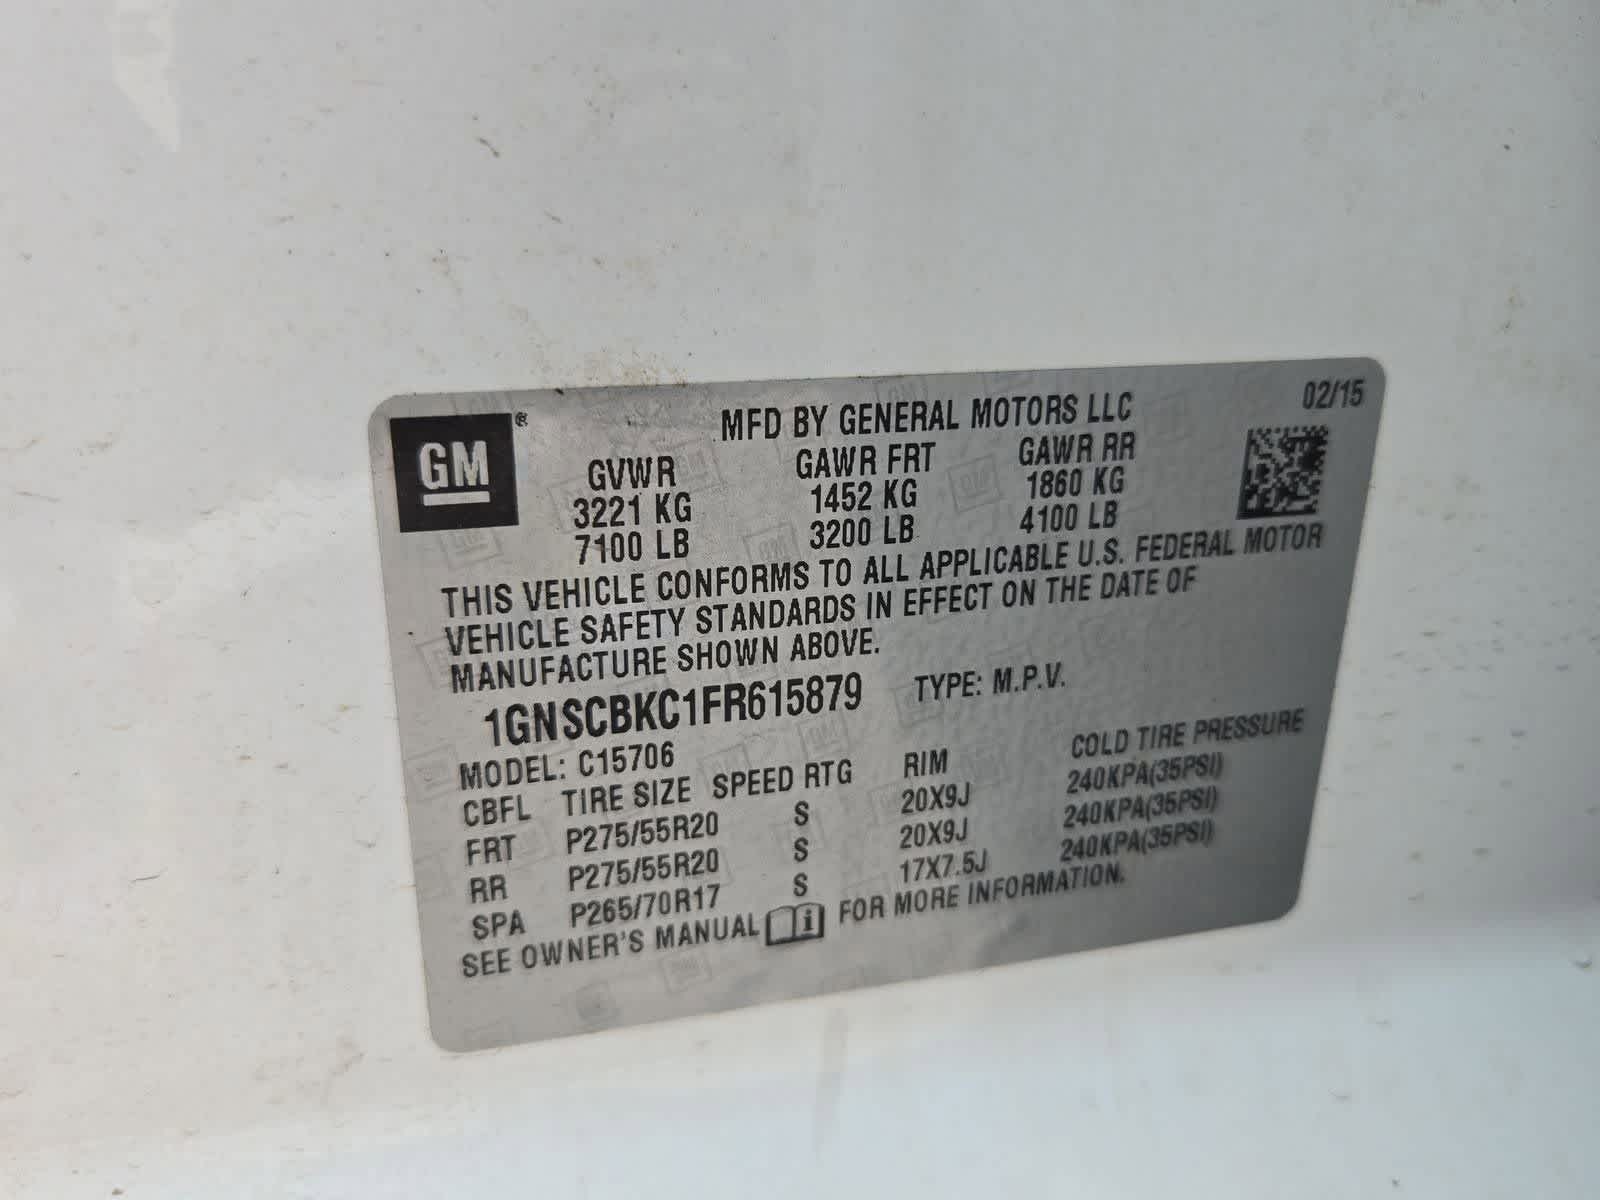 GM®
MFD BY GENERAL MOTORS LLC 02/15
GVWR GAWR FRT GAWR RR
3221 KG 1452 KG 1860 KG
7100 LB 3200 LB 4100 LB
THIS VEHICLE CONFORMS TO ALL APPLICABLE U.S. FEDERAL MOTOR
VEHICLE SAFETY STANDARDS IN EFFECT ON THE DATE OF
MANUFACTURE SHOWN ABOVE.
1GNSCBKC1FR615879 TYPE: M.P.V.
MODEL: C15706
CBFL TIRE SIZE SPEED RTG RIM COLD TIRE PRESSURE
FRT P275/55R20 S 20X9J 240KPA(35PSI)
RR P275/55R20 S 20X9J 240KPA(35PSI)
SPA P265/70R17 S 17X7.5J 240KPA(35PSI)
SEE OWNER'S MANUAL i FOR MORE INFORMATION.